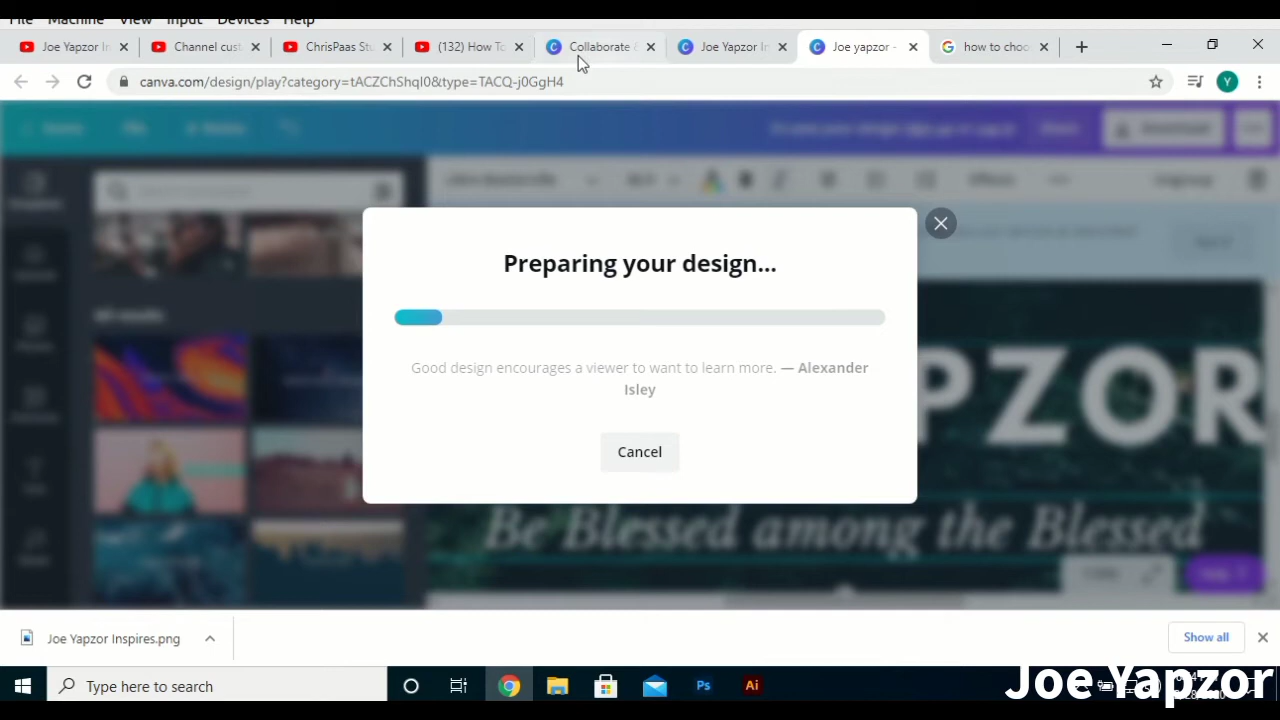 File Machine View Input Devices Help
Joe Yapzor In
Channel cust
ChrisPaas Stu
(132) How To
Collaborate &
Joe Yapzor In
Joe yapzor -
how to choo
canva.com/design/play?category=tACZChShqI0&type=TACQ-j0GgH4
Y
Download
Preparing your design...
Good design encourages a viewer to want to learn more. — Alexander
Isley
Cancel
PZOR
Be Blessed among the Blessed
Joe Yapzor Inspires.png
Show all
Type here to search
Ps
Ai
Joe Yapzor